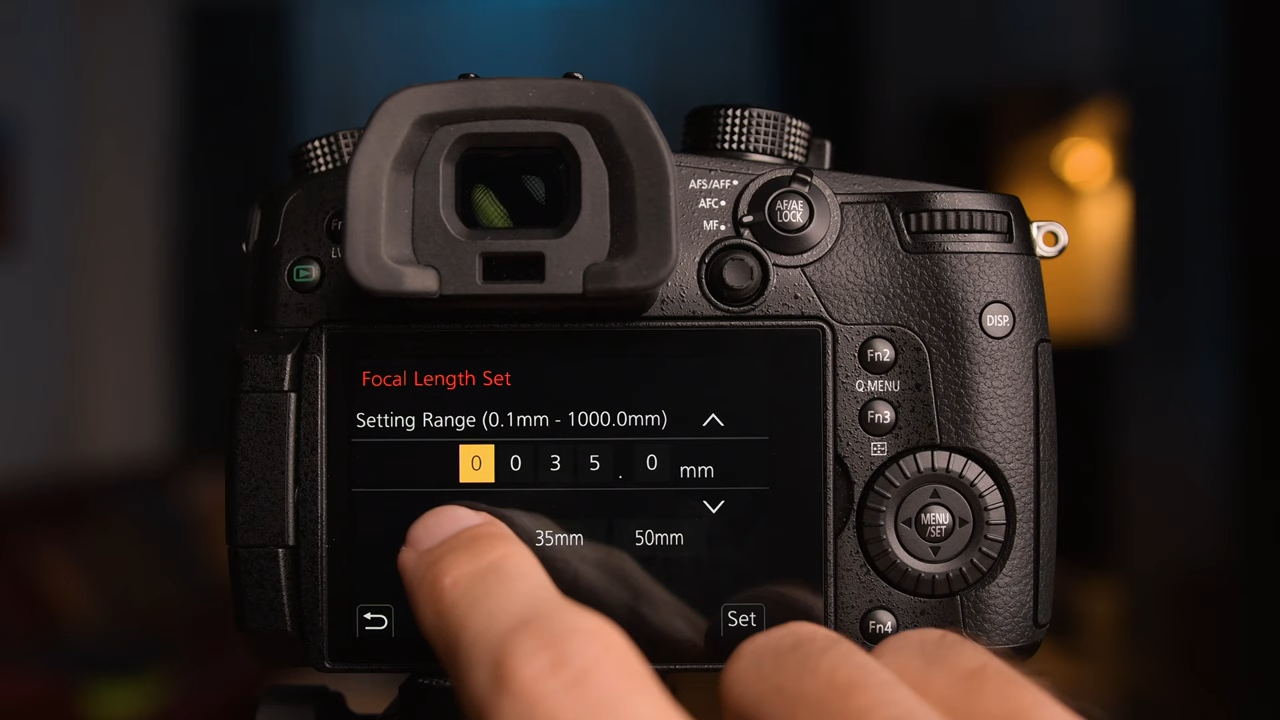 AFS/AFF
AFC
MF
AF/AE
LOCK
DISP.
Fn2
Q.MENU
Fn3
MENU
/SET
Fn4
Focal Length Set
Setting Range (0.1mm - 1000.0mm)
0 0 3 5 . 0 mm
35mm 50mm
Set